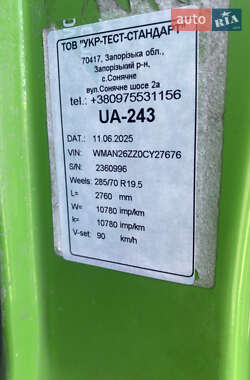 AUTO RIA
ТОВ "УКР-ТЕСТ-СТАНДАРТ"
70417, Запорізька обл.,
Запорізький р-н,
с.Сонячне
вул.Сонячне шосе 2а
tel.: +380975531156
UA-243
DAT.: 11.06.2025
VIN: WMAN26ZZ0CY27676
S/N: 2360996
Weels: 285/70 R19.5
L= 2760 mm
W= 10780 imp/km
k= 10780 imp/km
V-set: 90 km/h